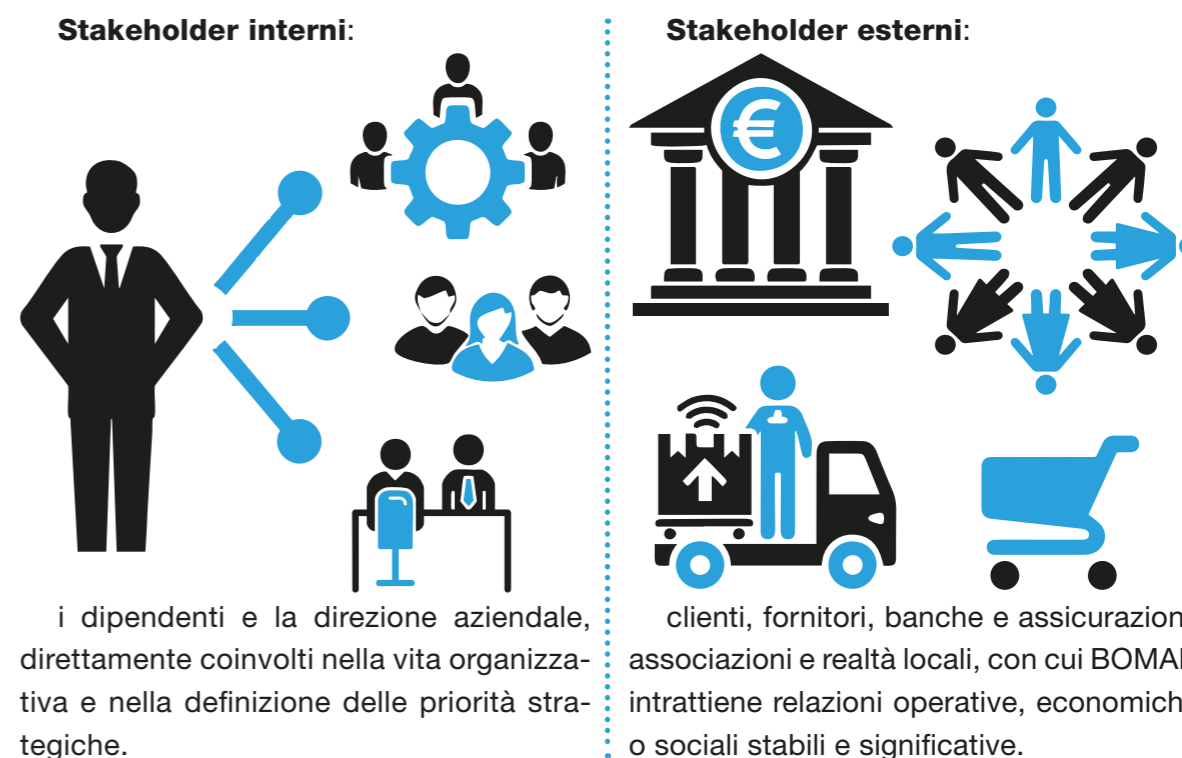 Stakeholder interni:
i dipendenti e la direzione aziendale,
direttamente coinvolti nella vita organizza-
tiva e nella definizione delle priorità stra-
tegiche.
Stakeholder esterni:
€
clienti, fornitori, banche e assicurazion
associazioni e realtà locali, con cui BOMA
intrattiene relazioni operative, economich
o sociali stabili e significative.